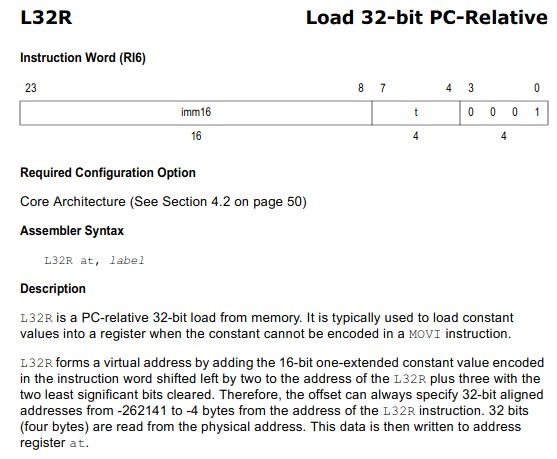 L32R Load 32-bit PC-Relative
Instruction Word (RI6)
23 8 7 4 3 0
imm16 t 0 0 0 1
16 4 4
Required Configuration Option
Core Architecture (See Section 4.2 on page 50)
Assembler Syntax
L32R at, label
Description
L32R is a PC-relative 32-bit load from memory. It is typically used to load constant
values into a register when the constant cannot be encoded in a MOVI instruction.
L32R forms a virtual address by adding the 16-bit one-extended constant value encoded
in the instruction word shifted left by two to the address of the L32R plus three with the
two least significant bits cleared. Therefore, the offset can always specify 32-bit aligned
addresses from -262141 to -4 bytes from the address of the L32R instruction. 32 bits
(four bytes) are read from the physical address. This data is then written to address
register at.